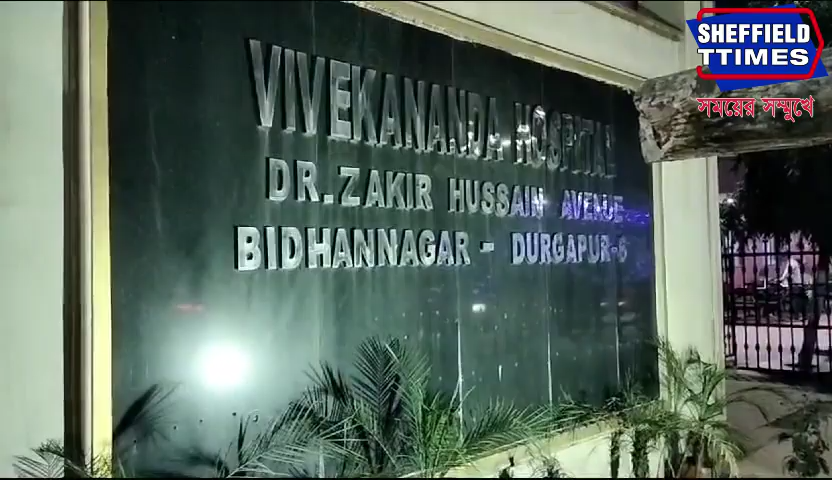 SHEFFIELD
TTIMES
সময়ের সম্মুখে
VIVEKANANDA HOSPITAL
DR. ZAKIR HUSSAIN AVENUE
BIDHANNAGAR - DURGAPUR-6